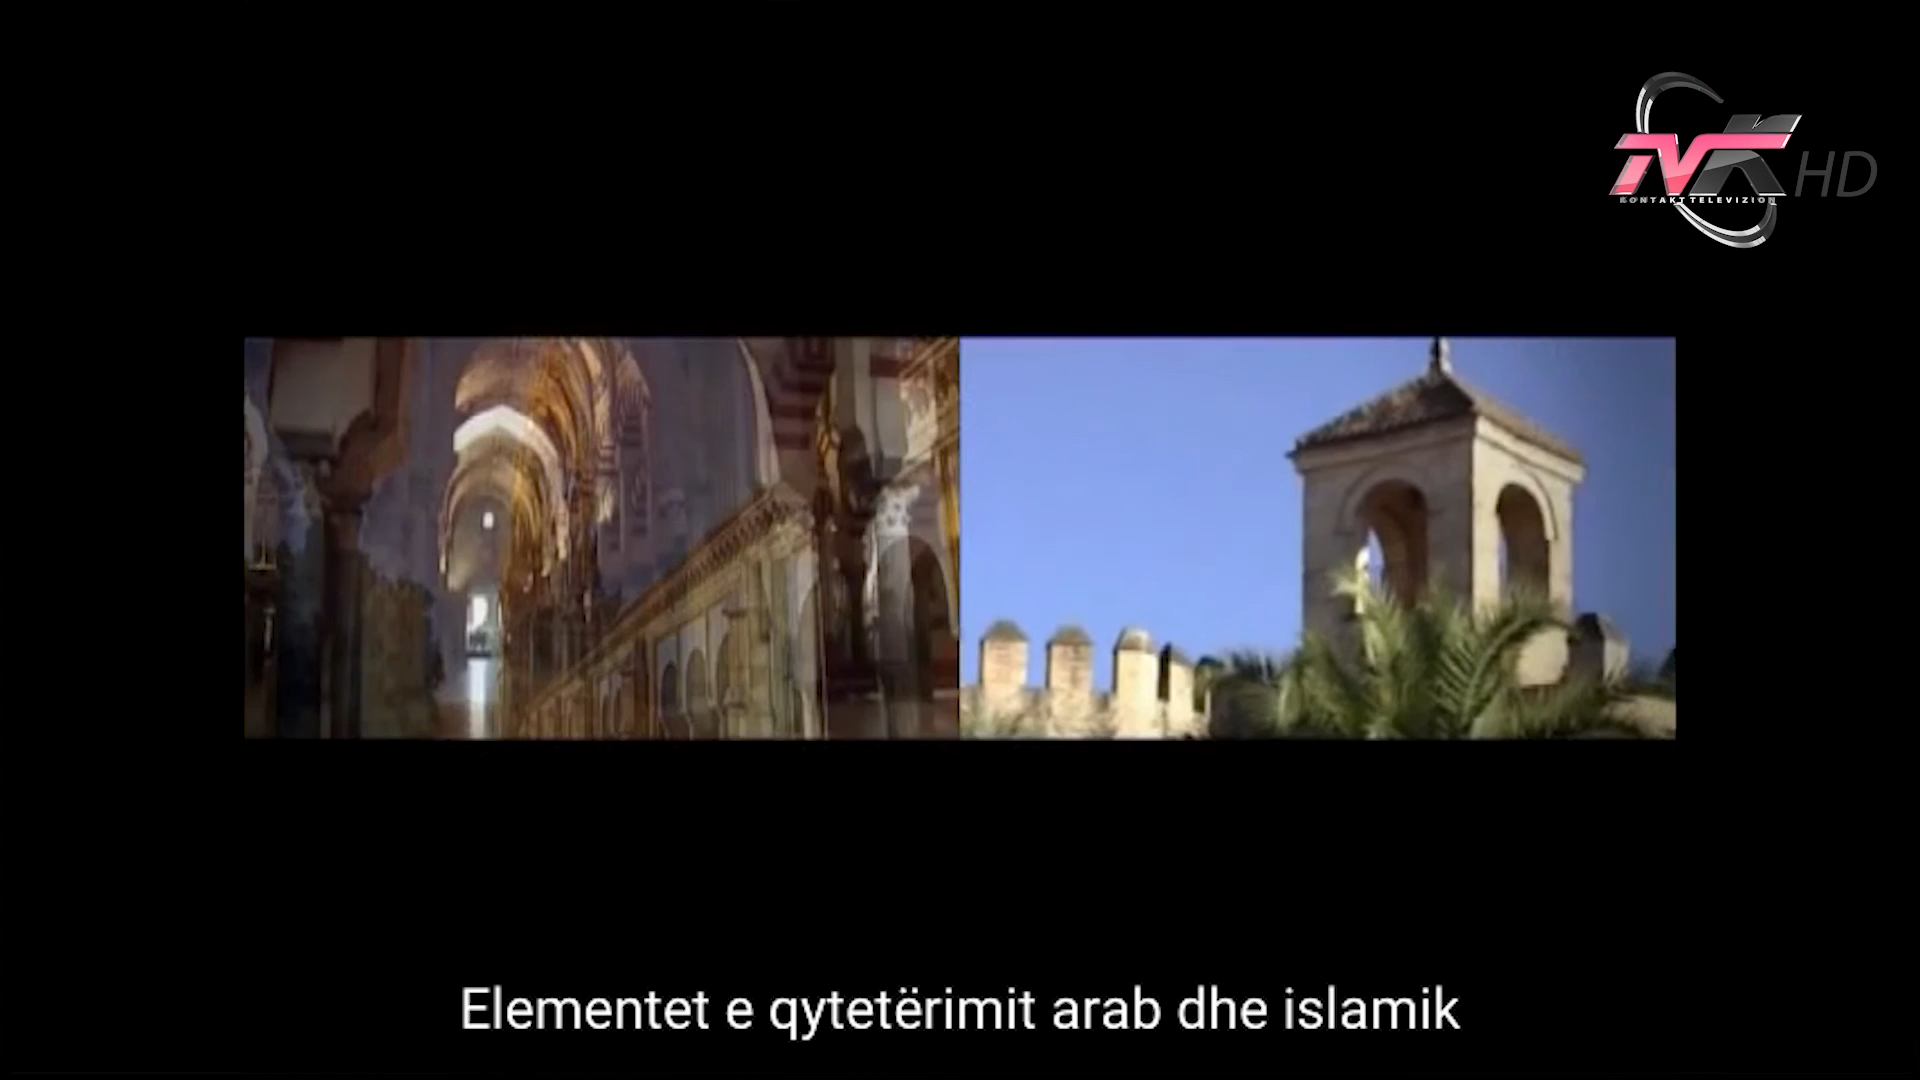 TVK HD
KONTAKT TELEVIZION
Elementet e qytetërimit arab dhe islamik